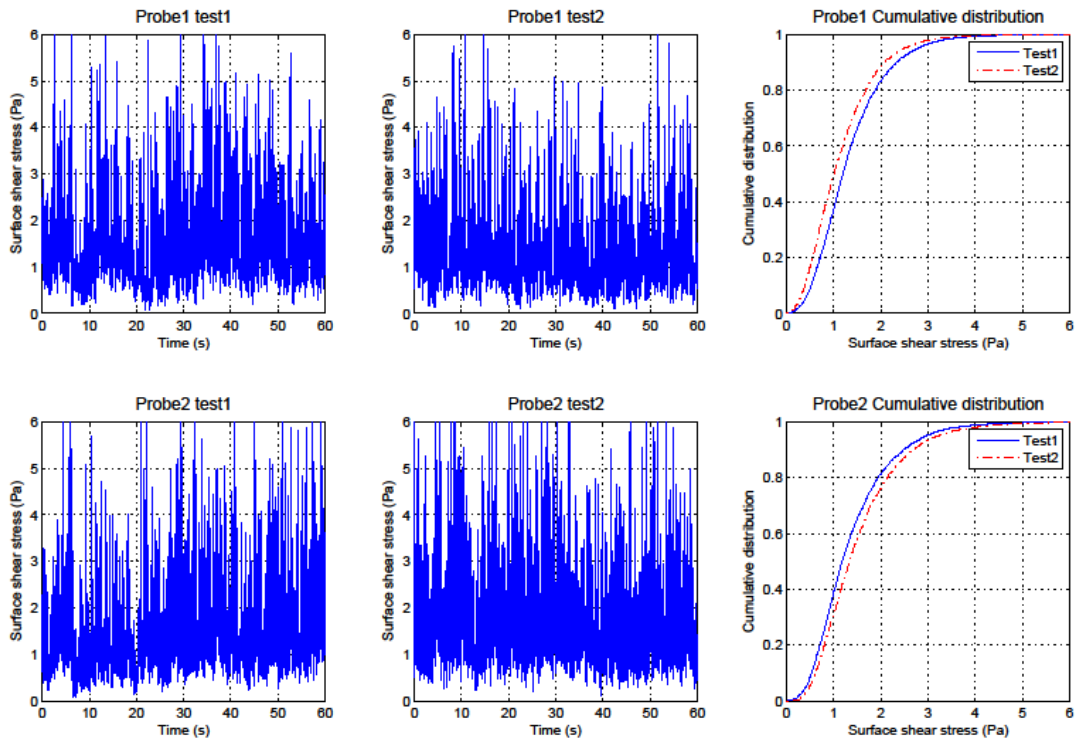 Probe1 test1
Surface shear stress (Pa)
6
5
4
3
2
1
0
0 10 20 30 40 50 60
Time (s)
Probe1 test2
Surface shear stress (Pa)
6
5
4
3
2
1
0
0 10 20 30 40 50 60
Time (s)
Probe1 Cumulative distribution
Cumulative distribution
1
0.8
0.6
0.4
0.2
0
Test1
Test2
0 1 2 3 4 5 6
Surface shear stress (Pa)
Probe2 test1
Surface shear stress (Pa)
6
5
4
3
2
1
0
0 10 20 30 40 50 60
Time (s)
Probe2 test2
Surface shear stress (Pa)
6
5
4
3
2
1
0
0 10 20 30 40 50 60
Time (s)
Probe2 Cumulative distribution
Cumulative distribution
1
0.8
0.6
0.4
0.2
0
Test1
Test2
0 1 2 3 4 5 6
Surface shear stress (Pa)